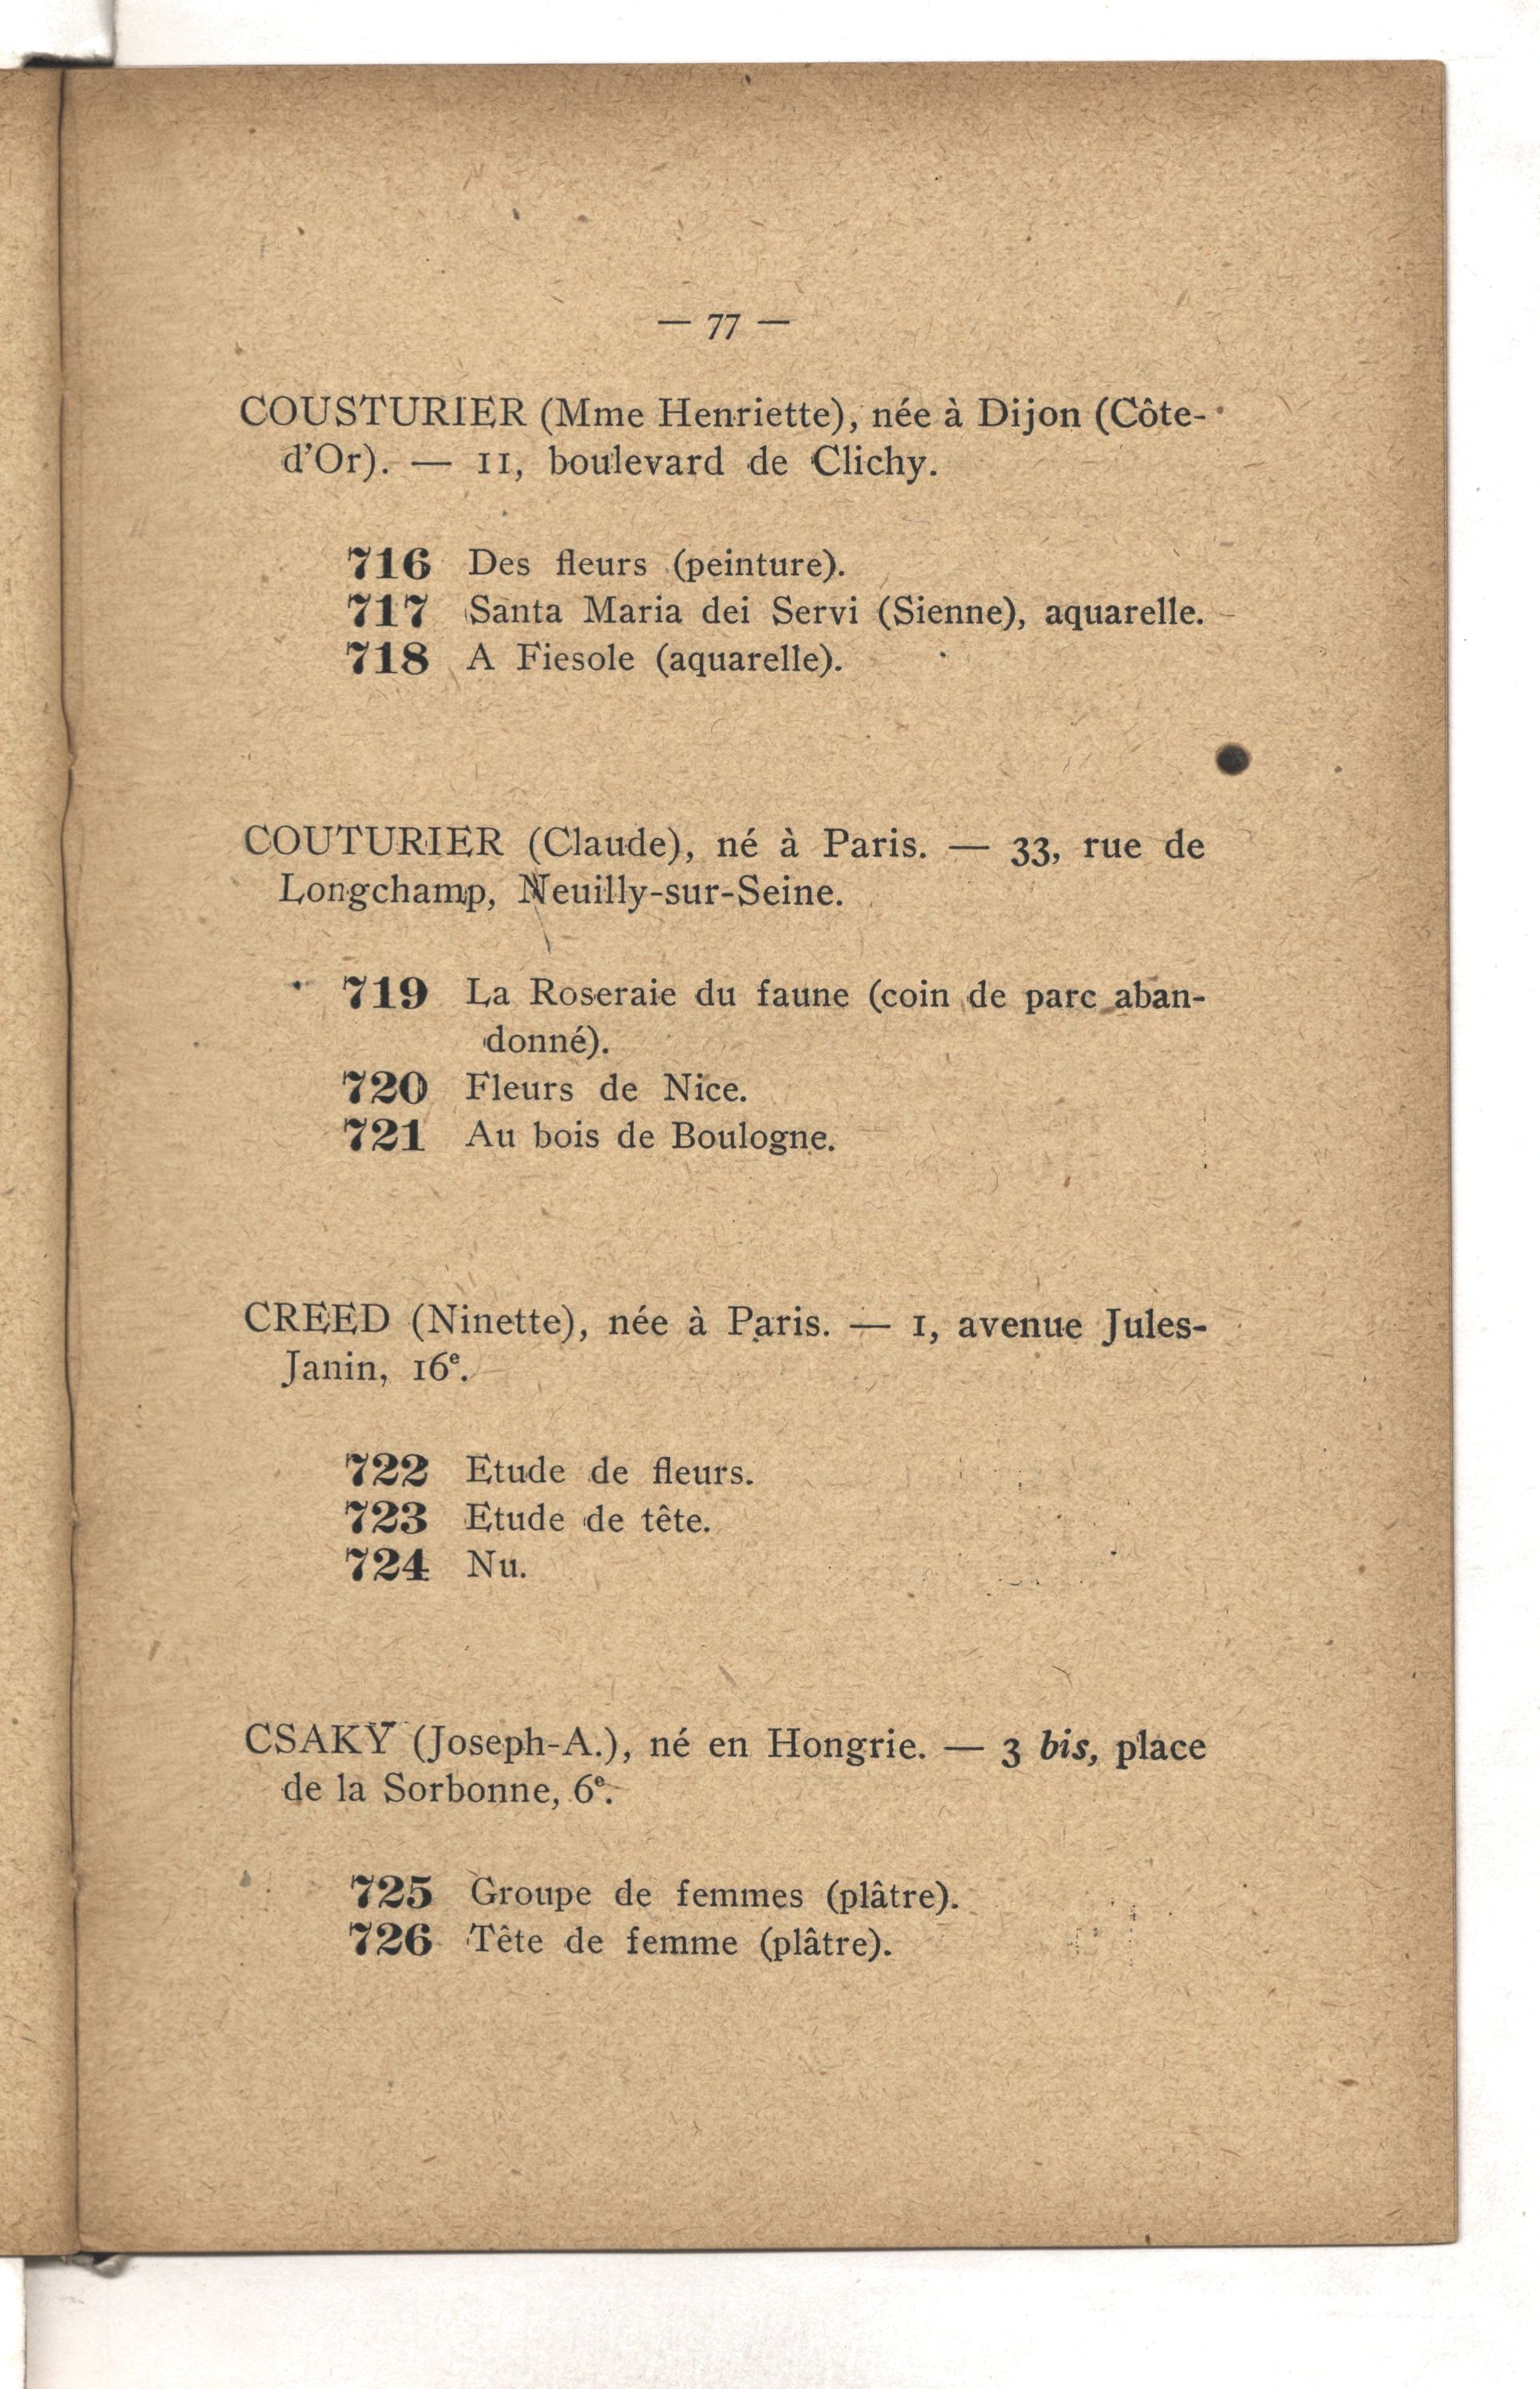 — 77 —
COUSTURIER (Mme Henriette), née à Dijon (Côte-
d'Or). — 11, boulevard de Clichy.
716 Des fleurs (peinture).
717 Santa Maria dei Servi (Sienne), aquarelle.
718 A Fiesole (aquarelle).
COUTURIER (Claude), né à Paris. — 33, rue de
Longchamp, Neuilly-sur-Seine.
719 La Roseraie du faune (coin de parc aban-
donné).
720 Fleurs de Nice.
721 Au bois de Boulogne.
CREED (Ninette), née à Paris. — 1, avenue Jules-
Janin, 16e.
722 Etude de fleurs.
723 Etude de tête.
724 Nu.
CSAKY (Joseph-A.), né en Hongrie. — 3 bis, place
de la Sorbonne, 6e.
725 Groupe de femmes (plâtre).
726 Tête de femme (plâtre).